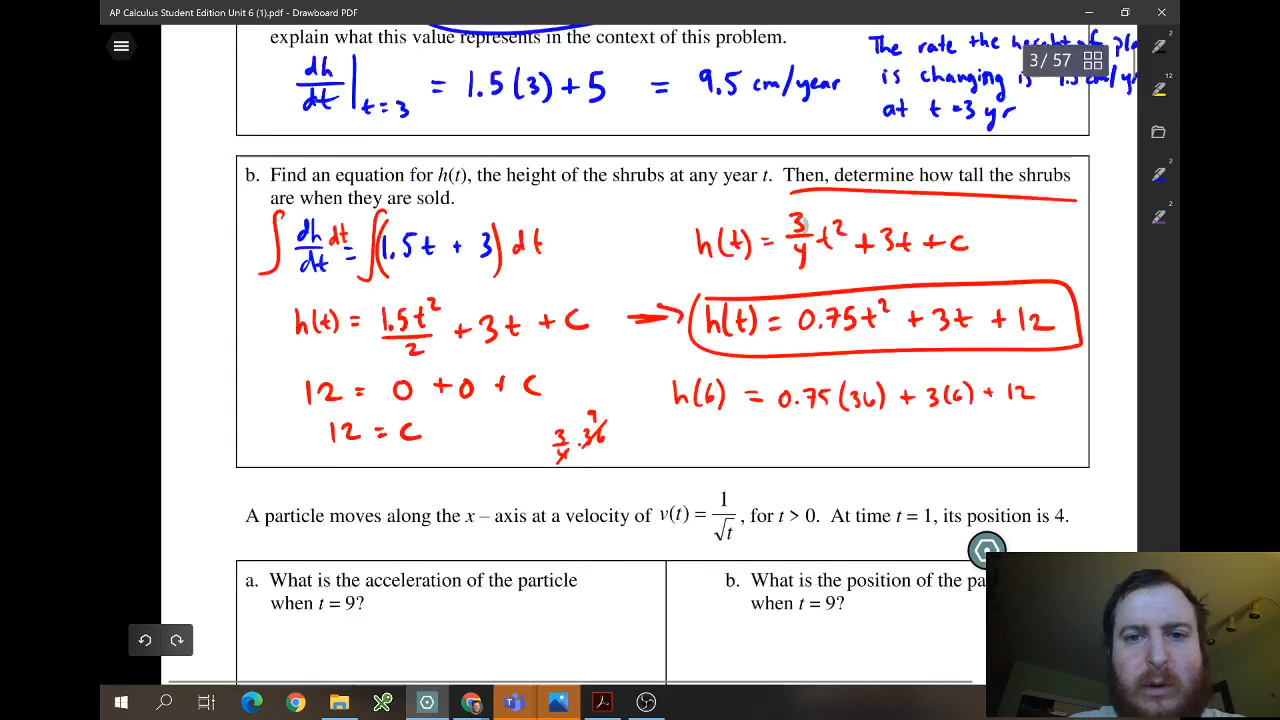 AP Calculus Student Edition Unit 6 (1).pdf - Drawboard PDF
explain what this value represents in the context of this problem.
3 / 57
dh/dt | t=3 = 1.5(3) + 5 = 9.5 cm/year
The rate the height of
is changing is
at t = 3 yr
b. Find an equation for h(t), the height of the shrubs at any year t. Then, determine how tall the shrubs
are when they are sold.
∫ dh/dt dt = ∫(1.5t + 3) dt
h(t) = 3/4 t² + 3t + C
h(t) = 1.5t²/2 + 3t + C
→ h(t) = 0.75t² + 3t + 12
12 = 0 + 0 + C
h(6) = 0.75(36) + 3(6) + 12
12 = C
3/4 · 36 9
A particle moves along the x – axis at a velocity of v(t) = 1/√t, for t > 0. At time t = 1, its position is 4.
a. What is the acceleration of the particle
when t = 9?
b. What is the position of the
when t = 9?